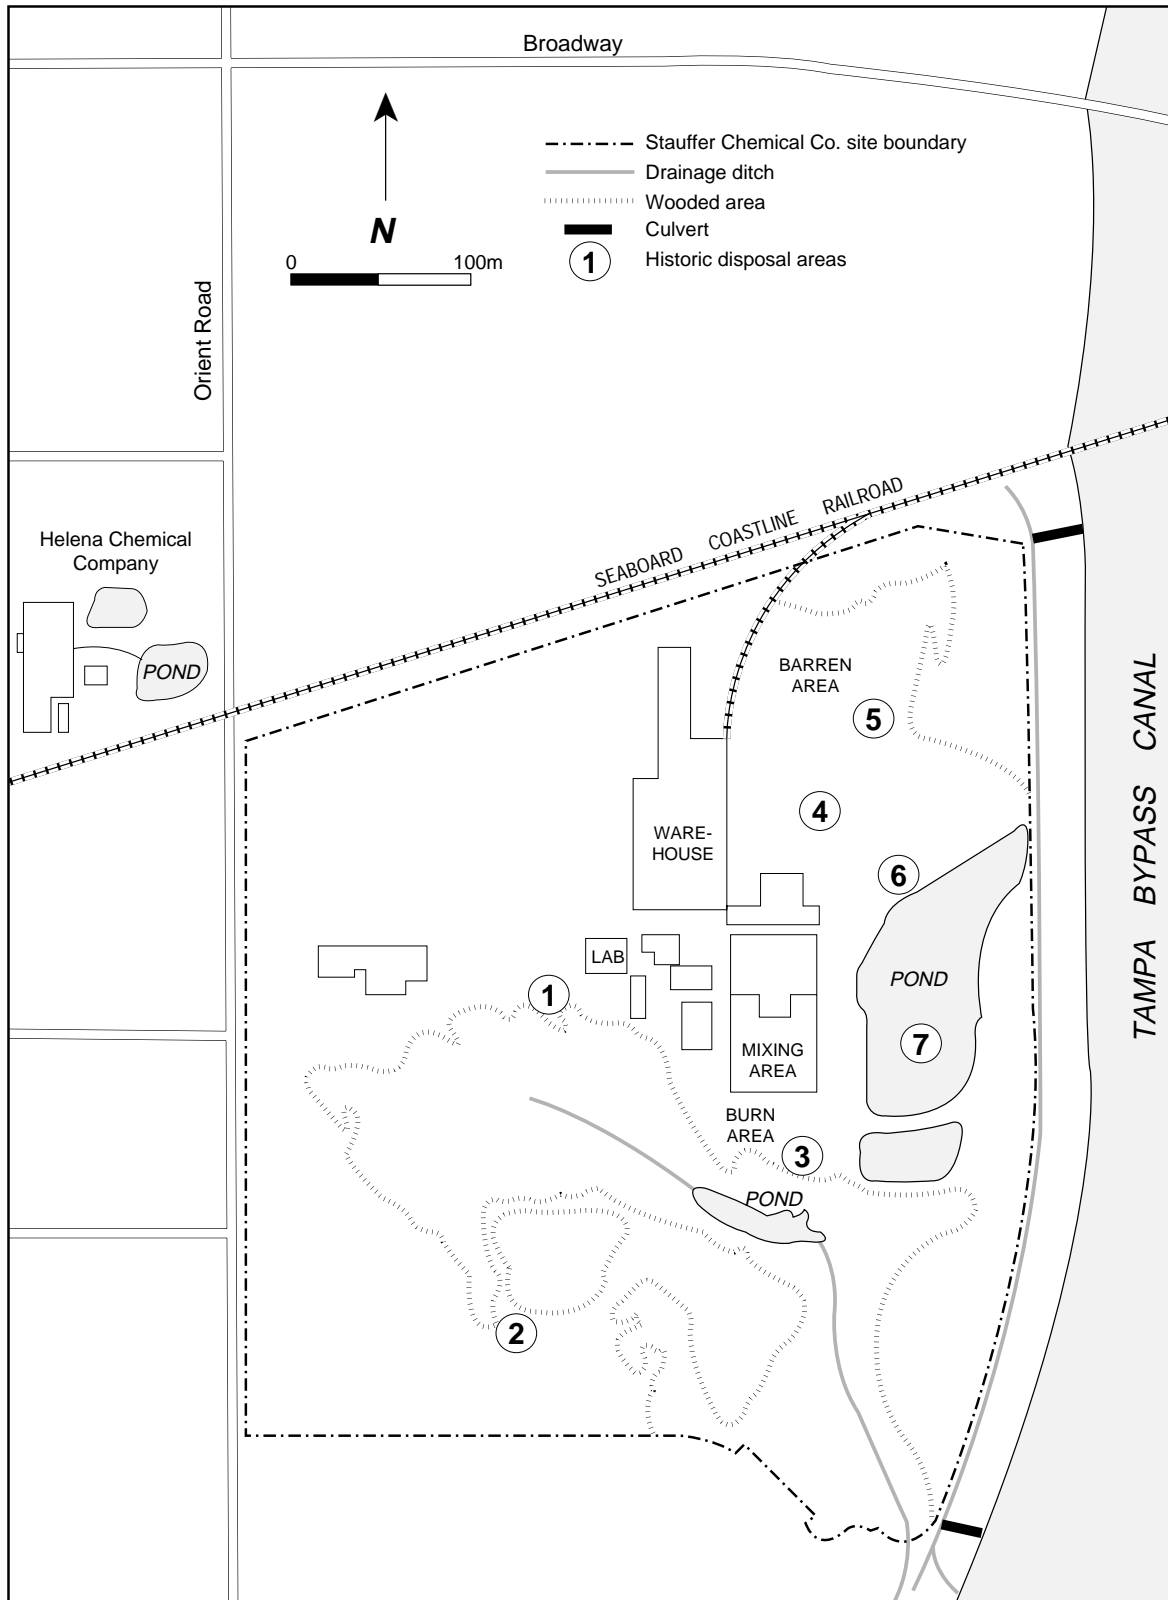 Broadway
Stauffer Chemical Co. site boundary
Drainage ditch
Wooded area
Culvert
1 Historic disposal areas
N
0 100m
Orient Road
SEABOARD COASTLINE RAILROAD
Helena Chemical
Company
POND
BARREN
AREA
5
4
WARE-
HOUSE
6
TAMPA BYPASS CANAL
LAB
POND
1
7
MIXING
AREA
BURN
AREA
3
POND
2